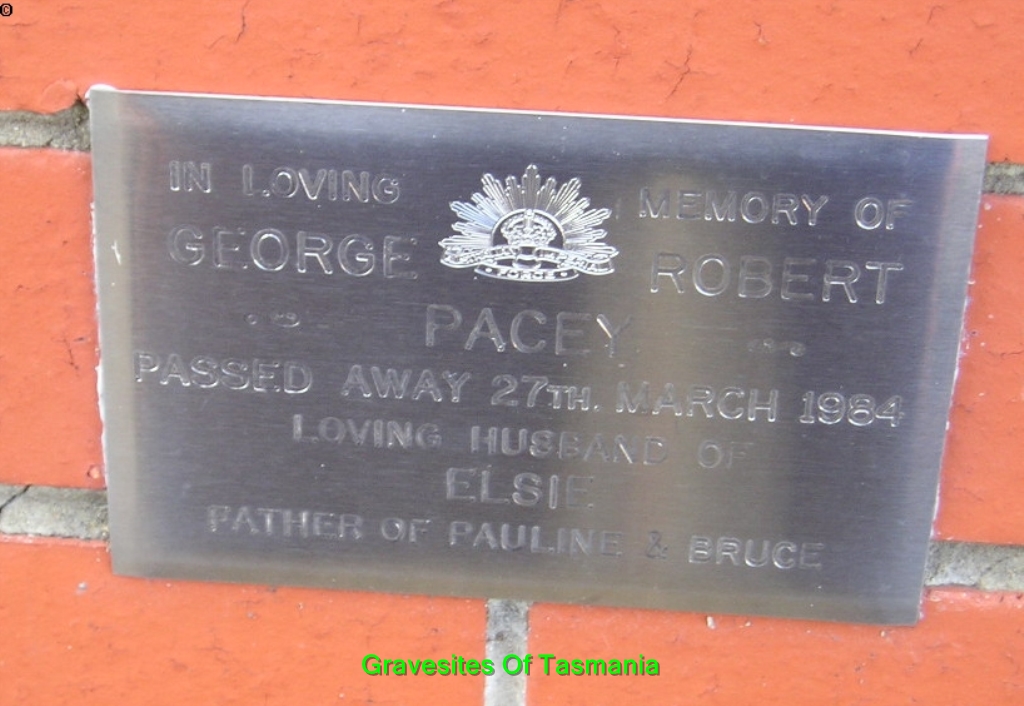 ©
IN LOVING MEMORY OF
GEORGE ROBERT
PACEY
PASSED AWAY 27TH. MARCH 1984
LOVING HUSBAND OF
ELSIE
FATHER OF PAULINE & BRUCE
Gravesites Of Tasmania